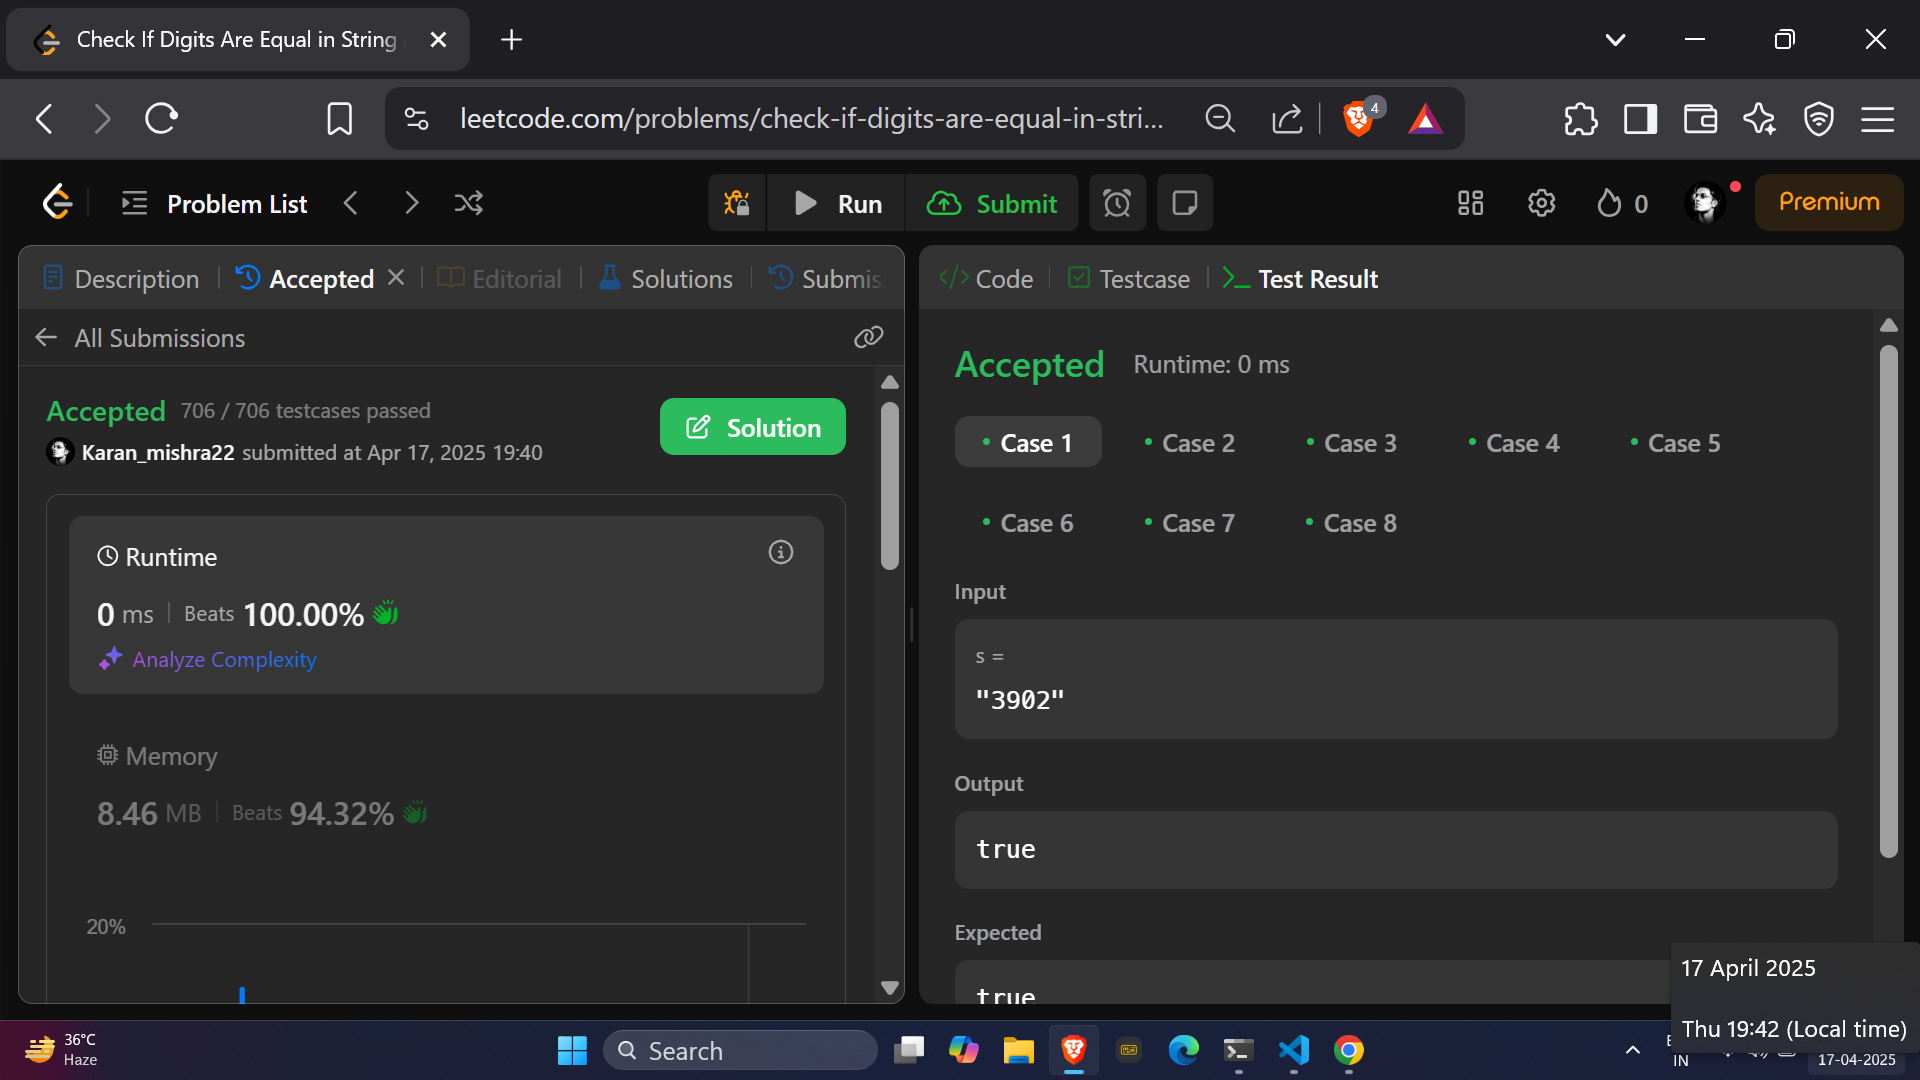 Check If Digits Are Equal in String
leetcode.com/problems/check-if-digits-are-equal-in-stri...
4
Problem List
Run
Submit
0
Premium
Description
Accepted
Editorial
Solutions
Submis
Code
Testcase
Test Result
All Submissions
Accepted 706 / 706 testcases passed
Karan_mishra22 submitted at Apr 17, 2025 19:40
Solution
Runtime
0 ms Beats 100.00%
Analyze Complexity
Memory
8.46 MB Beats 94.32%
20%
Accepted Runtime: 0 ms
Case 1 Case 2 Case 3 Case 4 Case 5
Case 6 Case 7 Case 8
Input
s =
"3902"
Output
true
Expected
true
17 April 2025
Thu 19:42 (Local time)
36°C
Haze
Search
IN
17-04-2025